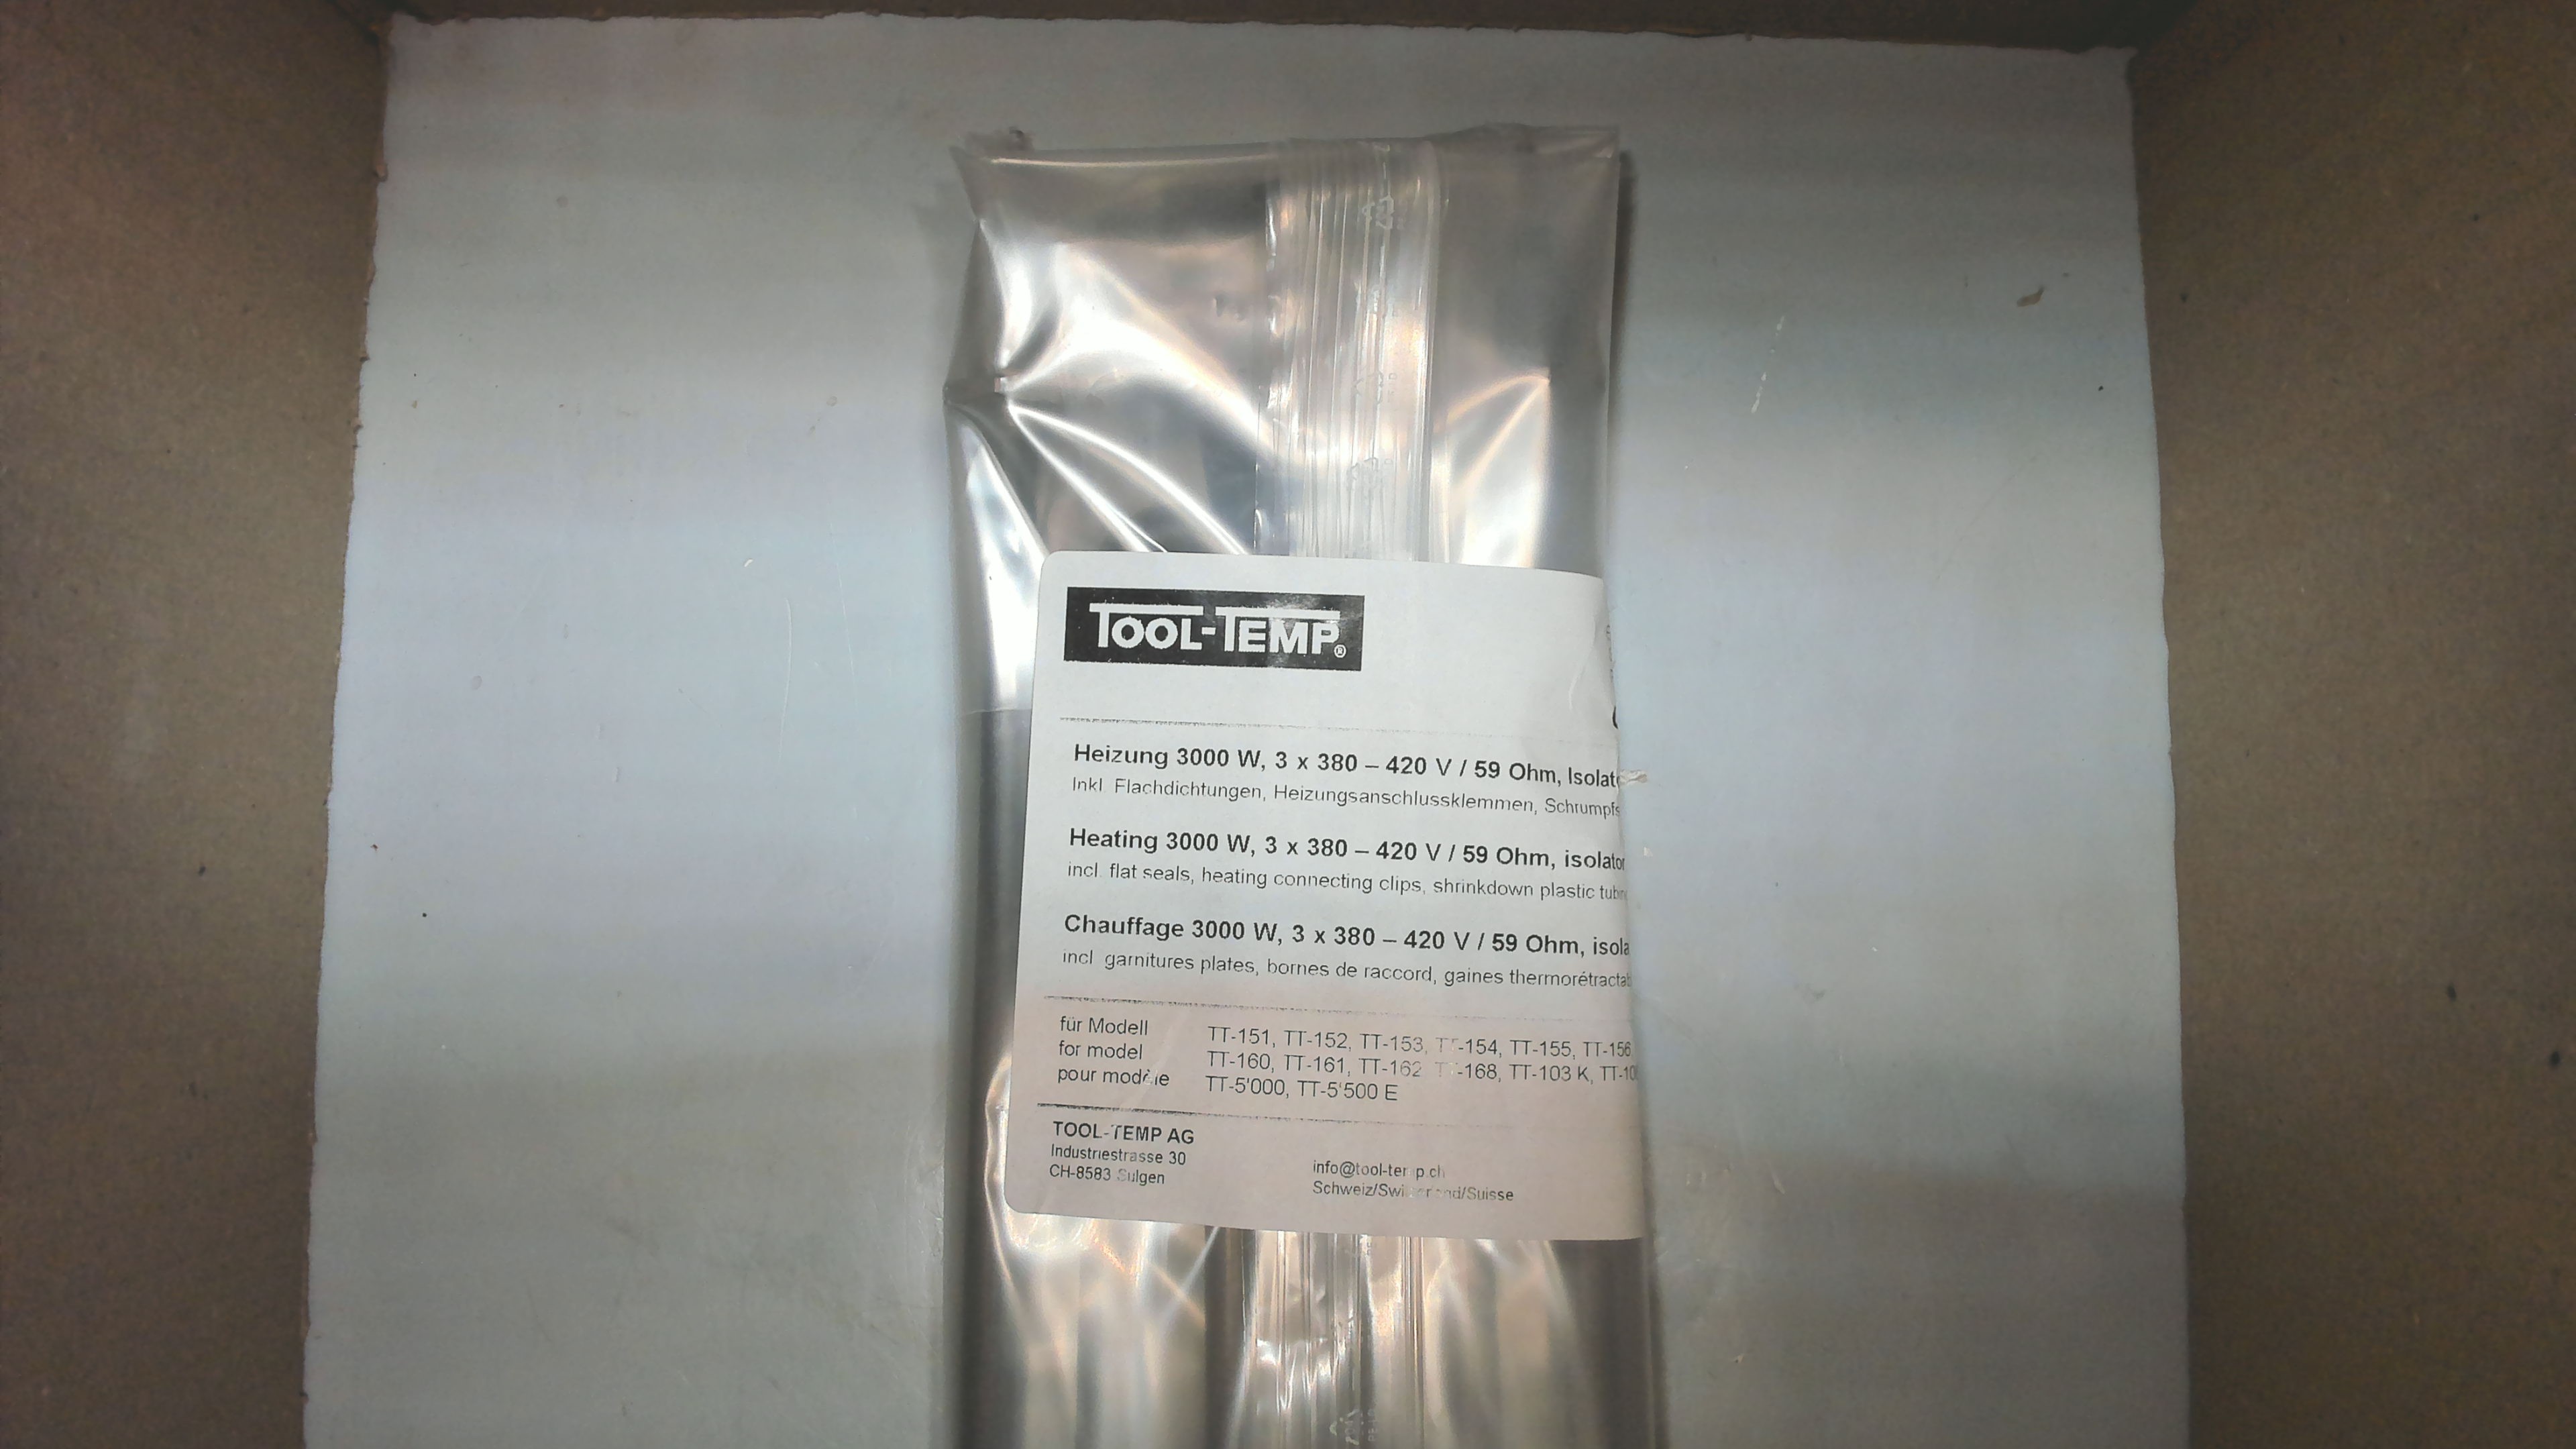 TOOL-TEMP®
Heizung 3000 W, 3 x 380 – 420 V / 59 Ohm, Isolat
Inkl. Flachdichtungen, Heizungsanschlussklemmen, Schrumpfs
Heating 3000 W, 3 x 380 – 420 V / 59 Ohm, isolator
incl. flat seals, heating connecting clips, shrinkdown plastic tubin
Chauffage 3000 W, 3 x 380 – 420 V / 59 Ohm, isola
incl. garnitures plates, bornes de raccord, gaines thermorétractab
für Modell TT-151, TT-152, TT-153, TT-154, TT-155, TT-156
for model TT-160, TT-161, TT-162 TT-168, TT-103 K, TT-10
pour modèle TT-5'000, TT-5'500 E
TOOL-TEMP AG
Industriestrasse 30
CH-8583 Sulgen
info@tool-temp.ch
Schweiz/Switzerland/Suisse